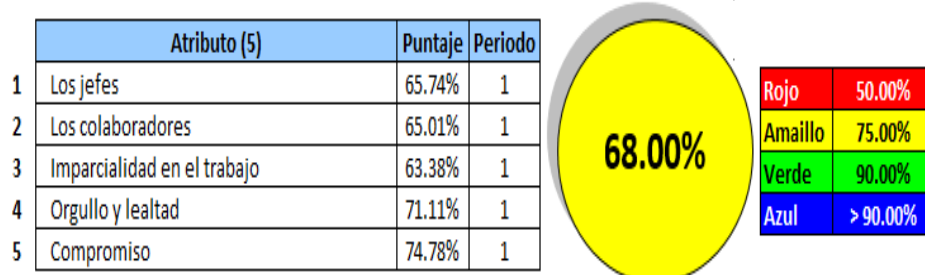 Atributo (5) Puntaje Periodo
1 Los jefes 65.74% 1
2 Los colaboradores 65.01% 1
3 Imparcialidad en el trabajo 63.38% 1
4 Orgullo y lealtad 71.11% 1
5 Compromiso 74.78% 1
68.00%
Rojo 50.00%
Amaillo 75.00%
Verde 90.00%
Azul > 90.00%